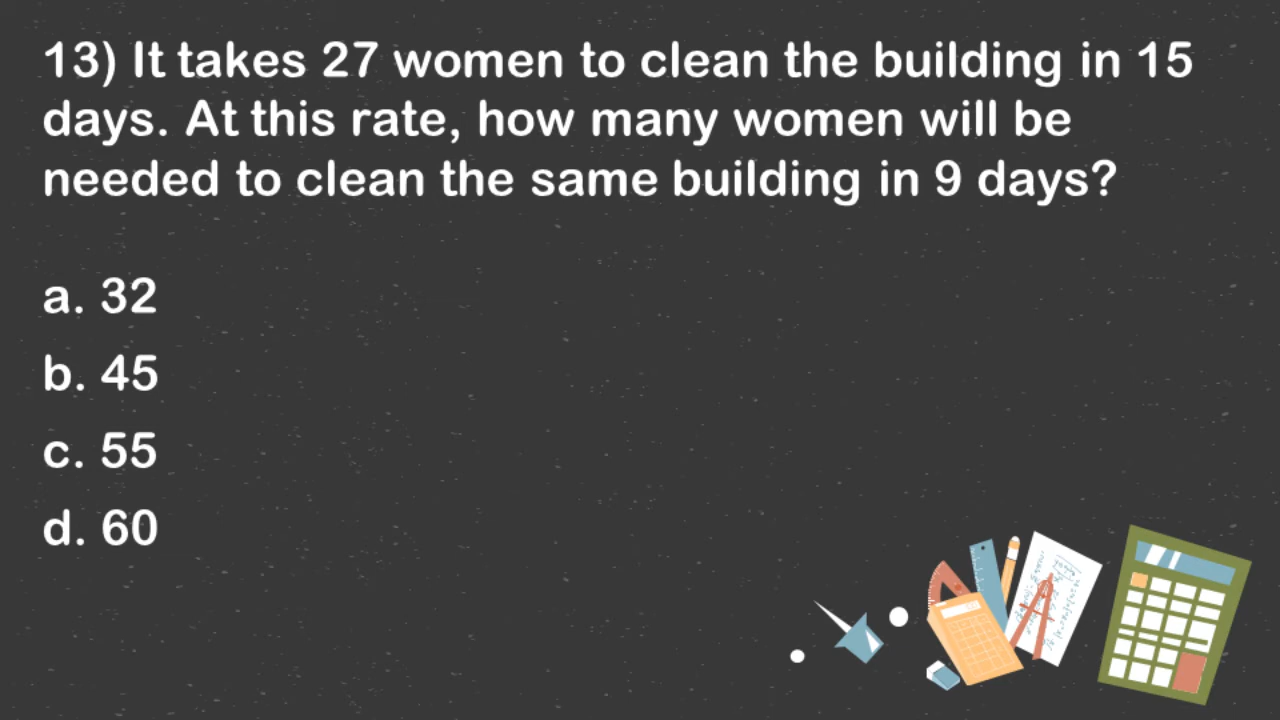 13) It takes 27 women to clean the building in 15
days. At this rate, how many women will be
needed to clean the same building in 9 days?
a. 32
b. 45
c. 55
d. 60